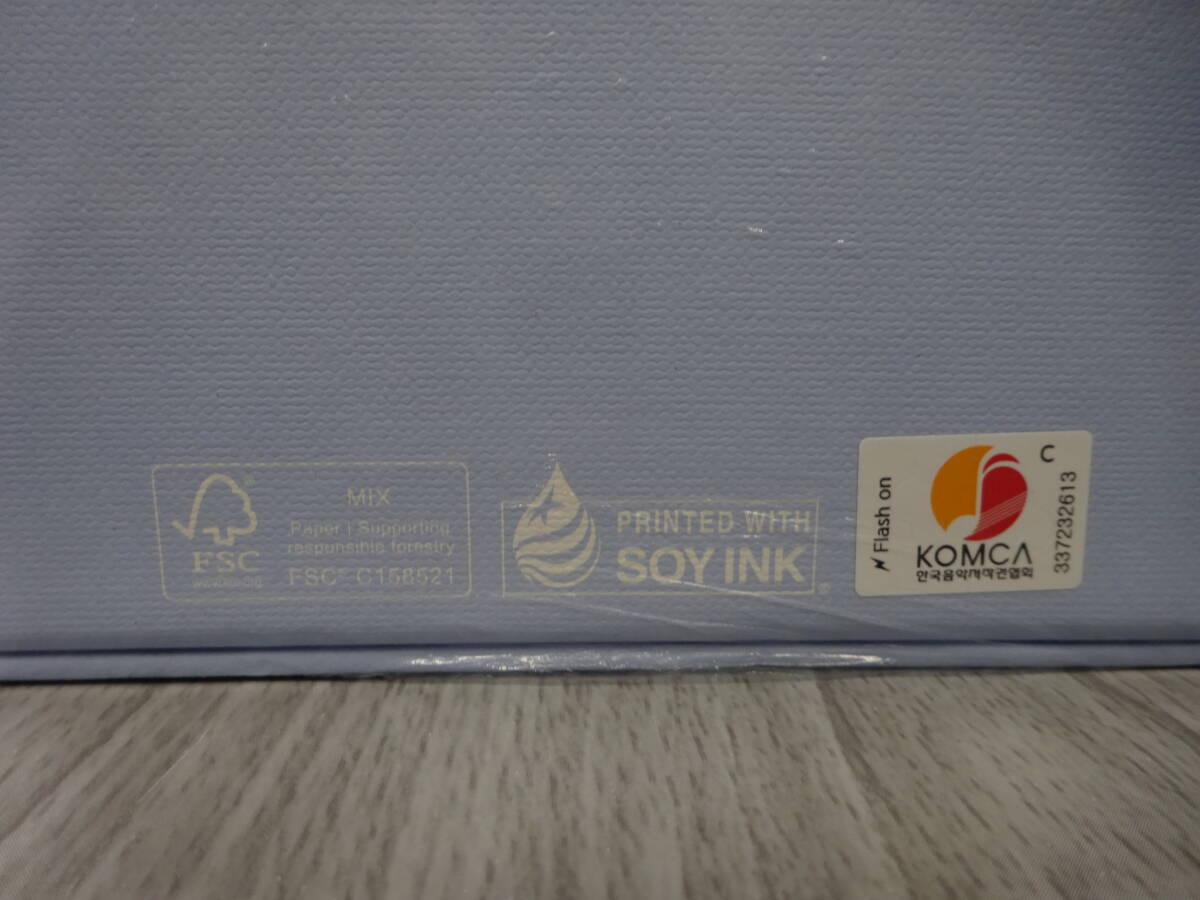 FSC®
MIX
Paper | Supporting
responsible forestry
FSC® C158521
PRINTED WITH
SOY INK®
Flash on
C
KOMCA
한국음악저작권협회
337232613